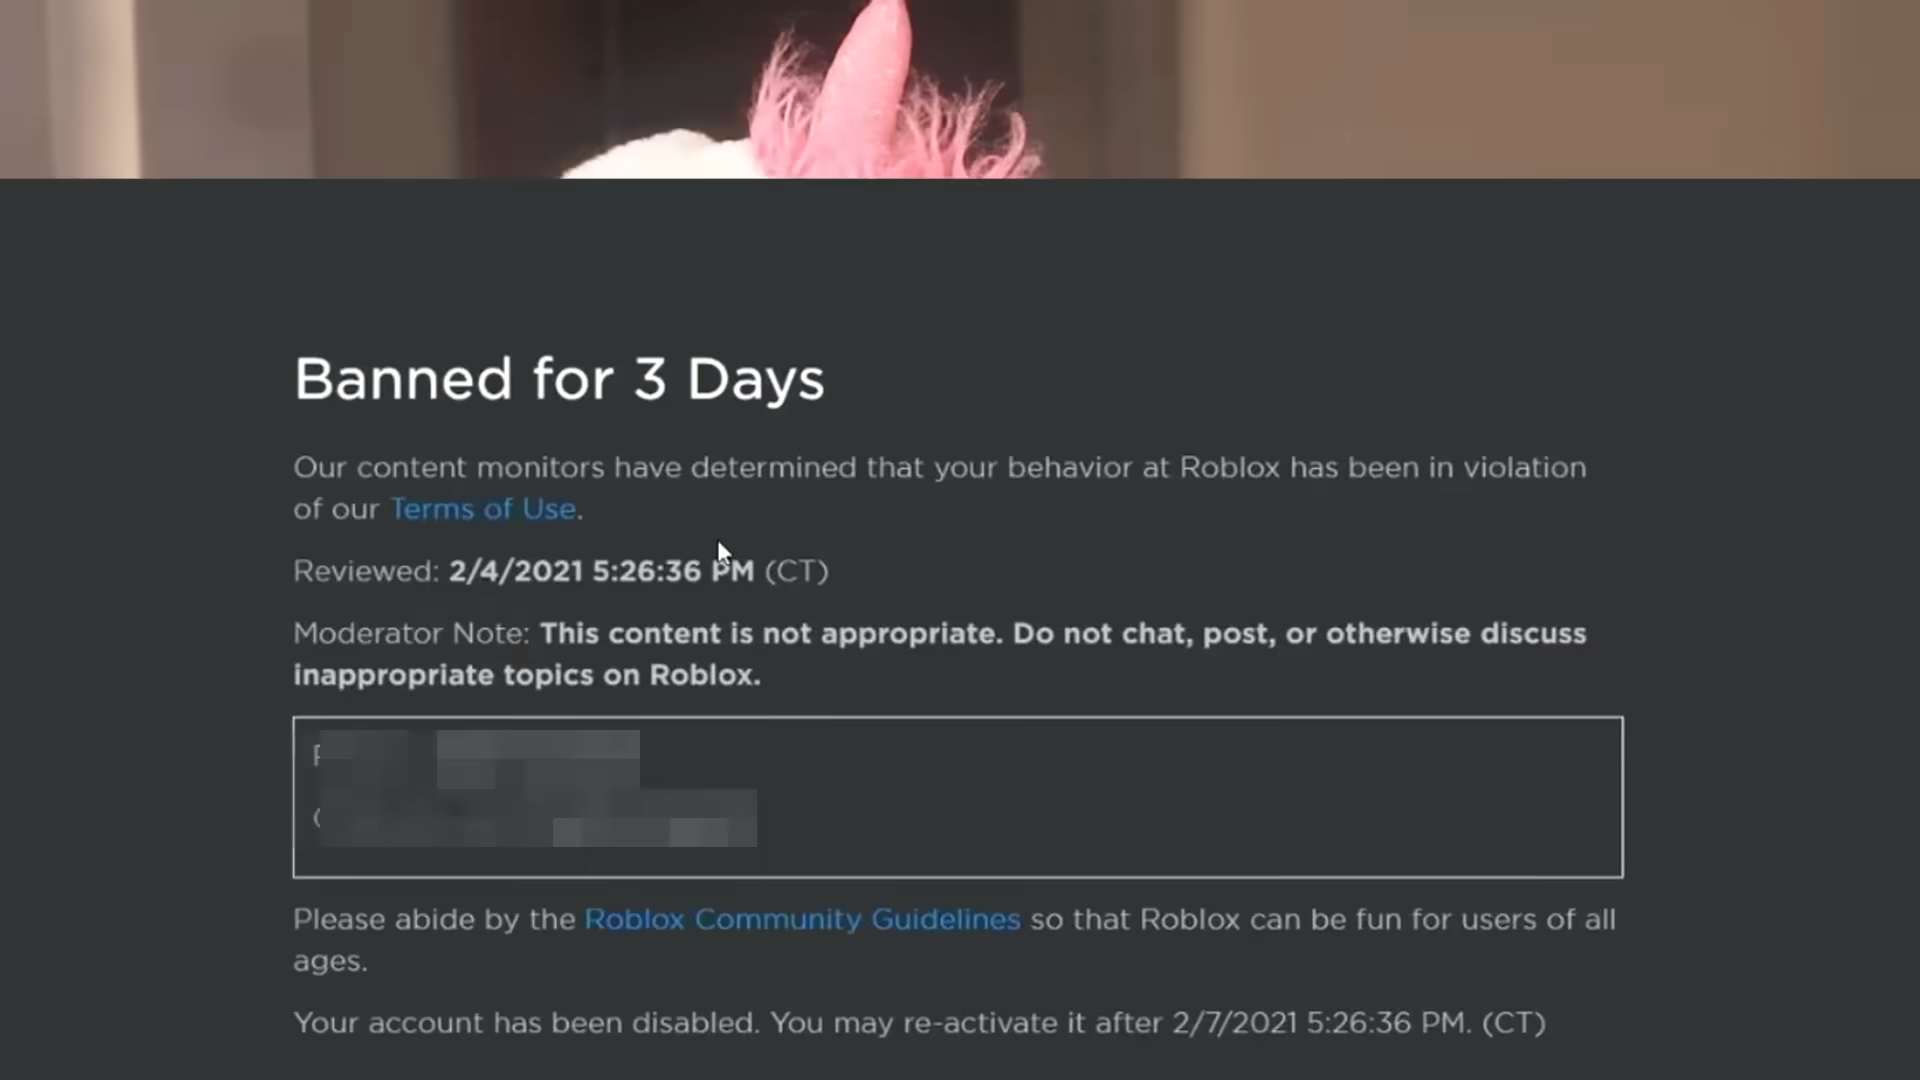 Banned for 3 Days
Our content monitors have determined that your behavior at Roblox has been in violation
of our Terms of Use.
Reviewed: 2/4/2021 5:26:36 PM (CT)
Moderator Note: This content is not appropriate. Do not chat, post, or otherwise discuss
inappropriate topics on Roblox.
Please abide by the Roblox Community Guidelines so that Roblox can be fun for users of all
ages.
Your account has been disabled. You may re-activate it after 2/7/2021 5:26:36 PM. (CT)